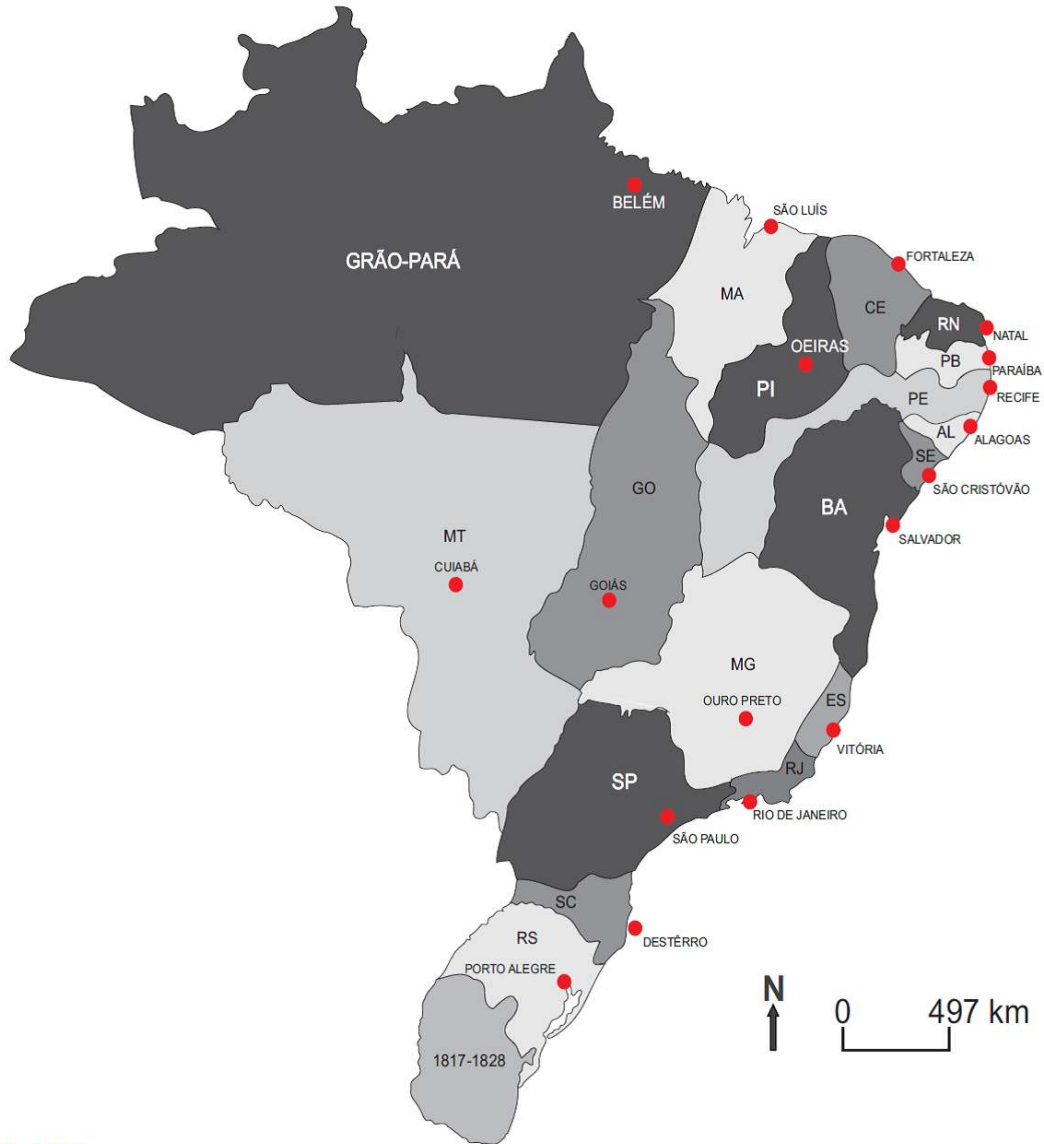 BELÉM
SÃO LUÍS
GRÃO-PARÁ
FORTALEZA
MA
CE
RN
NATAL
OEIRAS
PB
PARAÍBA
PI
RECIFE
PE
AL
ALAGOAS
SE
SÃO CRISTÓVÃO
GO
BA
MT
SALVADOR
CUIABÁ
GOIÁS
MG
OURO PRETO
ES
VITÓRIA
RJ
SP
RIO DE JANEIRO
SÃO PAULO
SC
RS
DESTÊRRO
PORTO ALEGRE
N
0 497 km
1817-1828